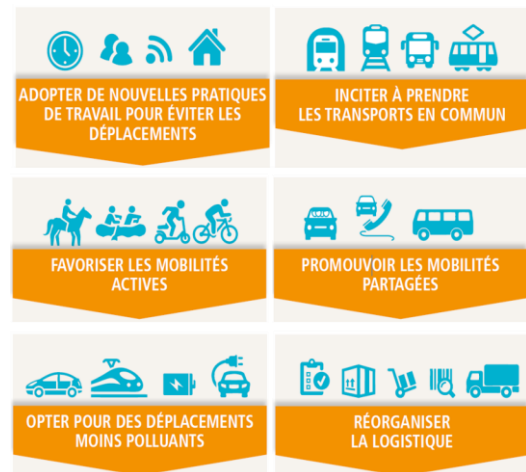 ADOPTER DE NOUVELLES PRATIQUES
DE TRAVAIL POUR ÉVITER LES
DÉPLACEMENTS
INCITER À PRENDRE
LES TRANSPORTS EN COMMUN
FAVORISER LES MOBILITÉS
ACTIVES
PROMOUVOIR LES MOBILITÉS
PARTAGÉES
OPTER POUR DES DÉPLACEMENTS
MOINS POLLUANTS
RÉORGANISER
LA LOGISTIQUE